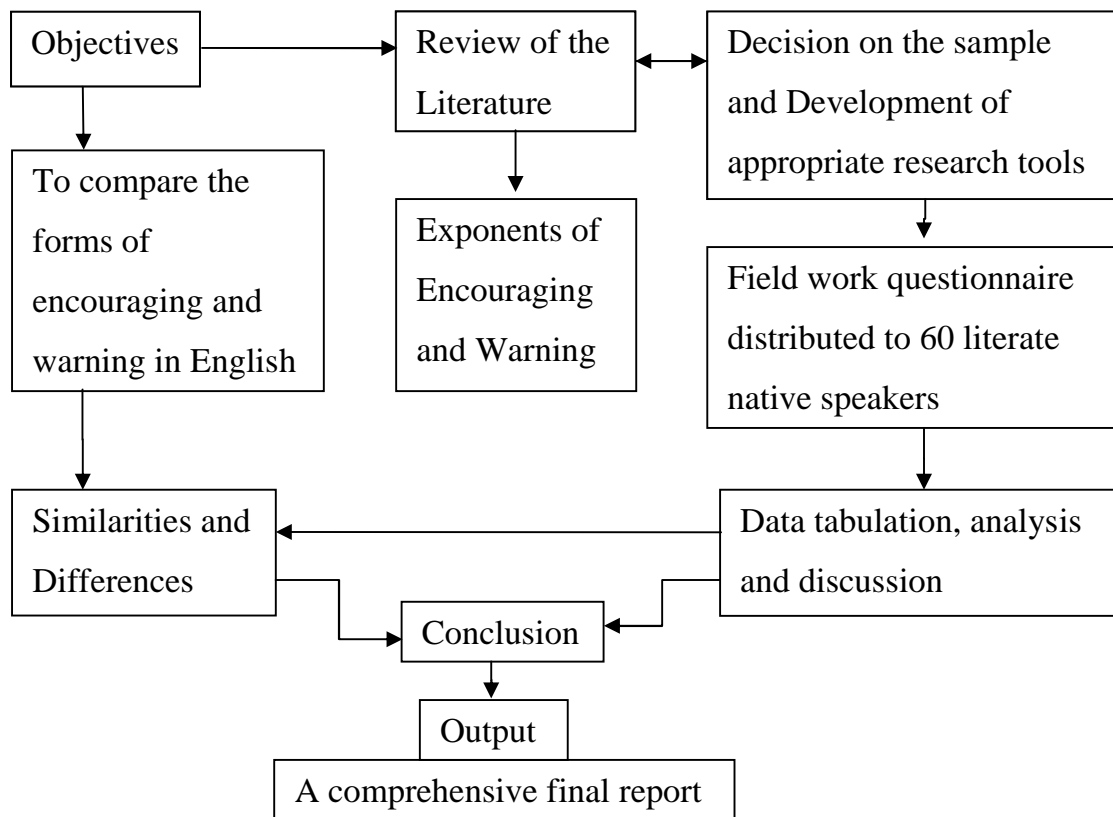 Objectives
Review of the
Literature
Decision on the sample
and Development of
appropriate research tools
To compare the
forms of
encouraging and
warning in English
Exponents of
Encouraging
and Warning
Field work questionnaire
distributed to 60 literate
native speakers
Similarities and
Differences
Data tabulation, analysis
and discussion
Conclusion
Output
A comprehensive final report